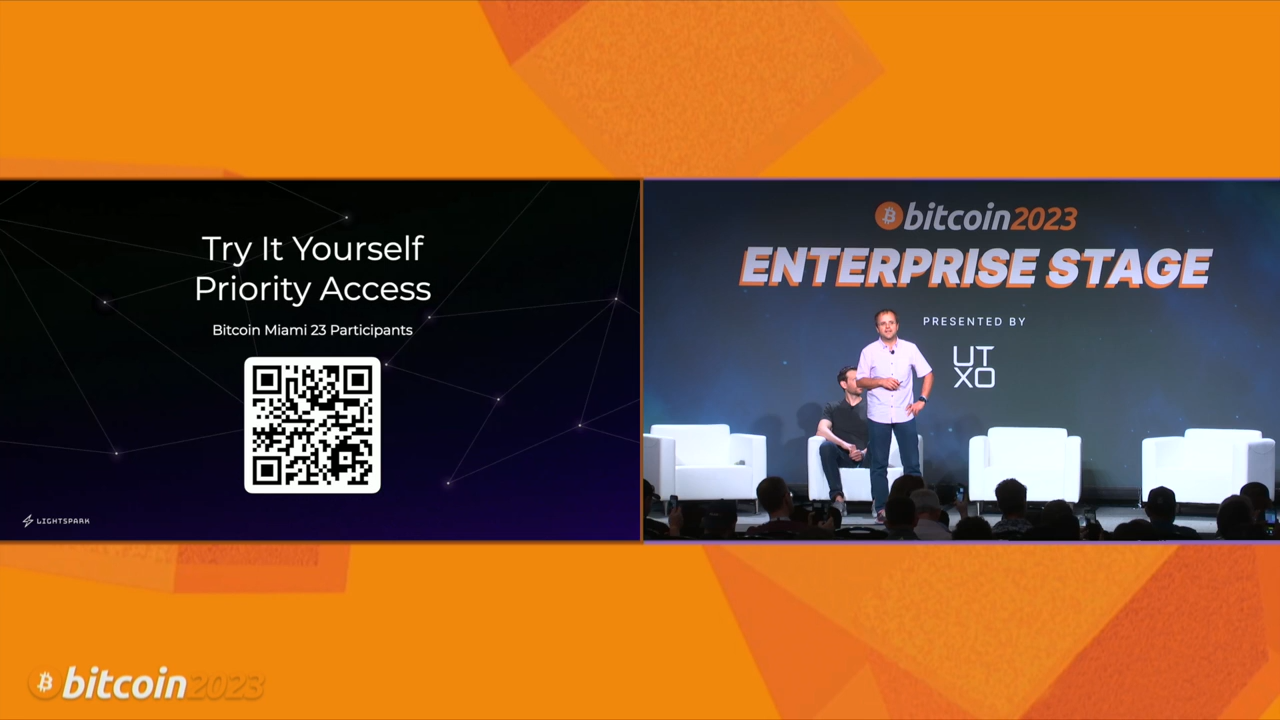 Try It Yourself
Priority Access
Bitcoin Miami 23 Participants
LIGHTSPARK
bitcoin2023
ENTERPRISE STAGE
PRESENTED BY
UT
XO
bitcoin2023